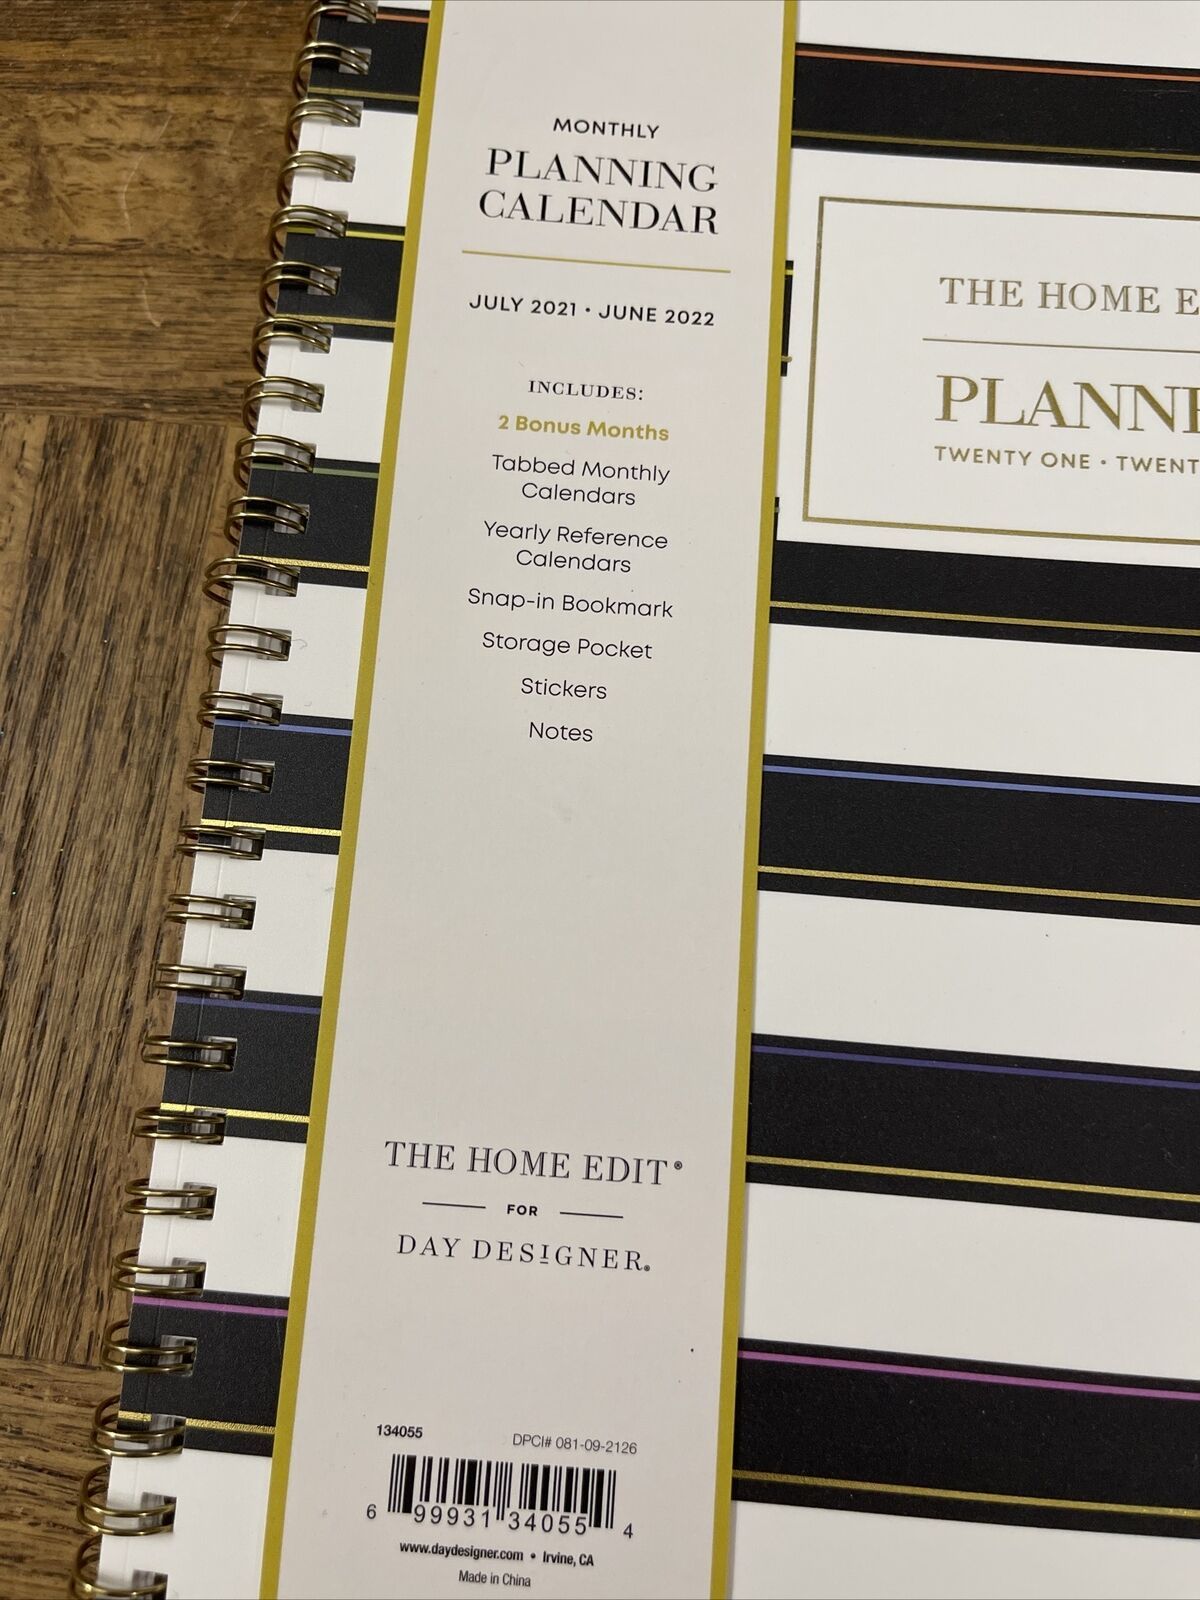 MONTHLY
PLANNING
CALENDAR
JULY 2021 • JUNE 2022
INCLUDES:
2 Bonus Months
Tabbed Monthly
Calendars
Yearly Reference
Calendars
Snap-in Bookmark
Storage Pocket
Stickers
Notes
THE HOME EDIT®
FOR
DAY DESIGNER®
134055 DPCI# 081-09-2126
6 99931 34055 4
www.daydesigner.com • Irvine, CA
Made in China
THE HOME E
PLANNE
TWENTY ONE • TWENT